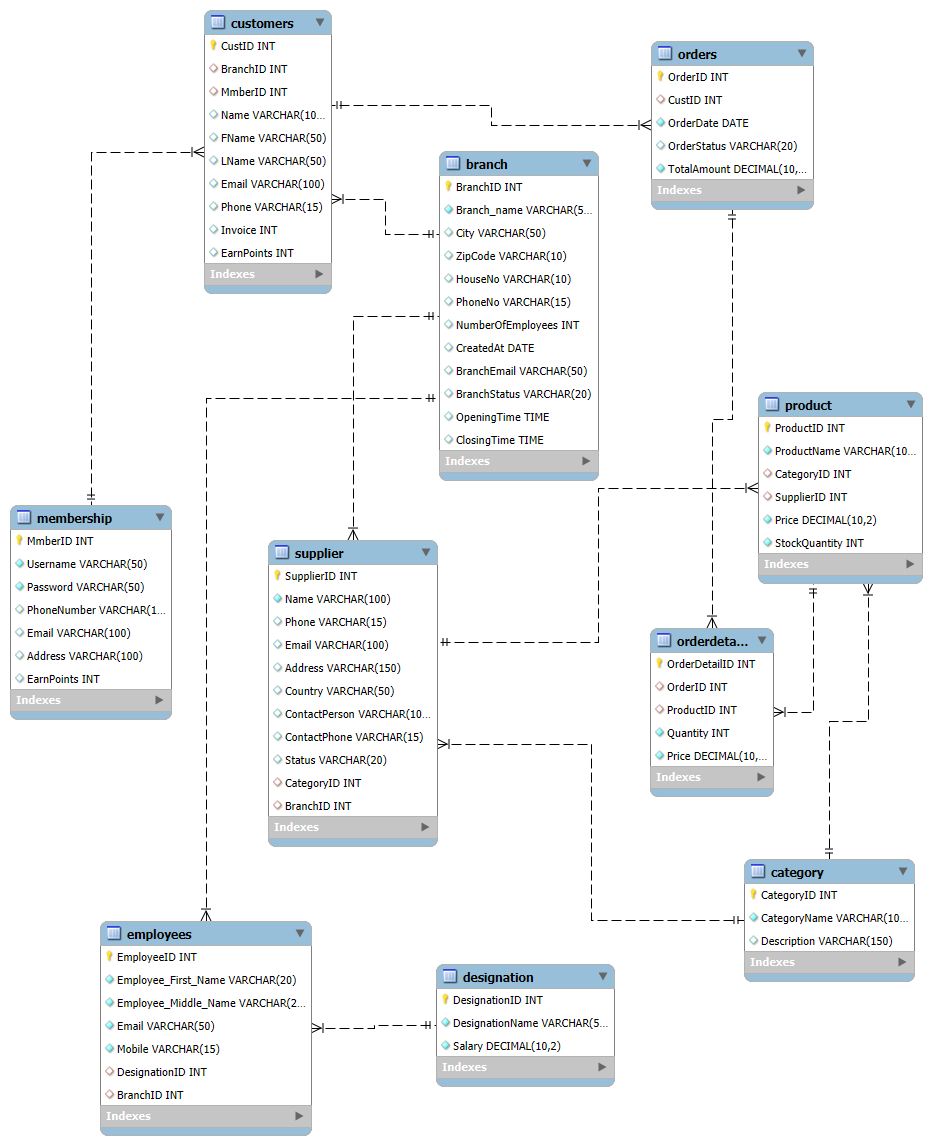 customers
CustID INT
BranchID INT
MmberID INT
Name VARCHAR(10...
FName VARCHAR(50)
LName VARCHAR(50)
Email VARCHAR(100)
Phone VARCHAR(15)
Invoice INT
EarnPoints INT
Indexes
orders
OrderID INT
CustID INT
OrderDate DATE
OrderStatus VARCHAR(20)
TotalAmount DECIMAL(10,...
Indexes
branch
BranchID INT
Branch_name VARCHAR(5...
City VARCHAR(50)
ZipCode VARCHAR(10)
HouseNo VARCHAR(10)
PhoneNo VARCHAR(15)
NumberOfEmployees INT
CreatedAt DATE
BranchEmail VARCHAR(50)
BranchStatus VARCHAR(20)
OpeningTime TIME
ClosingTime TIME
Indexes
product
ProductID INT
ProductName VARCHAR(10...
CategoryID INT
SupplierID INT
Price DECIMAL(10,2)
StockQuantity INT
Indexes
membership
MmberID INT
Username VARCHAR(50)
Password VARCHAR(50)
PhoneNumber VARCHAR(1...
Email VARCHAR(100)
Address VARCHAR(100)
EarnPoints INT
Indexes
supplier
SupplierID INT
Name VARCHAR(100)
Phone VARCHAR(15)
Email VARCHAR(100)
Address VARCHAR(150)
Country VARCHAR(50)
ContactPerson VARCHAR(10...
ContactPhone VARCHAR(15)
Status VARCHAR(20)
CategoryID INT
BranchID INT
Indexes
orderdeta...
OrderDetailID INT
OrderID INT
ProductID INT
Quantity INT
Price DECIMAL(10,...
Indexes
category
CategoryID INT
CategoryName VARCHAR(10...
Description VARCHAR(150)
Indexes
employees
EmployeeID INT
Employee_First_Name VARCHAR(20)
Employee_Middle_Name VARCHAR(2...
Email VARCHAR(50)
Mobile VARCHAR(15)
DesignationID INT
BranchID INT
Indexes
designation
DesignationID INT
DesignationName VARCHAR(5...
Salary DECIMAL(10,2)
Indexes